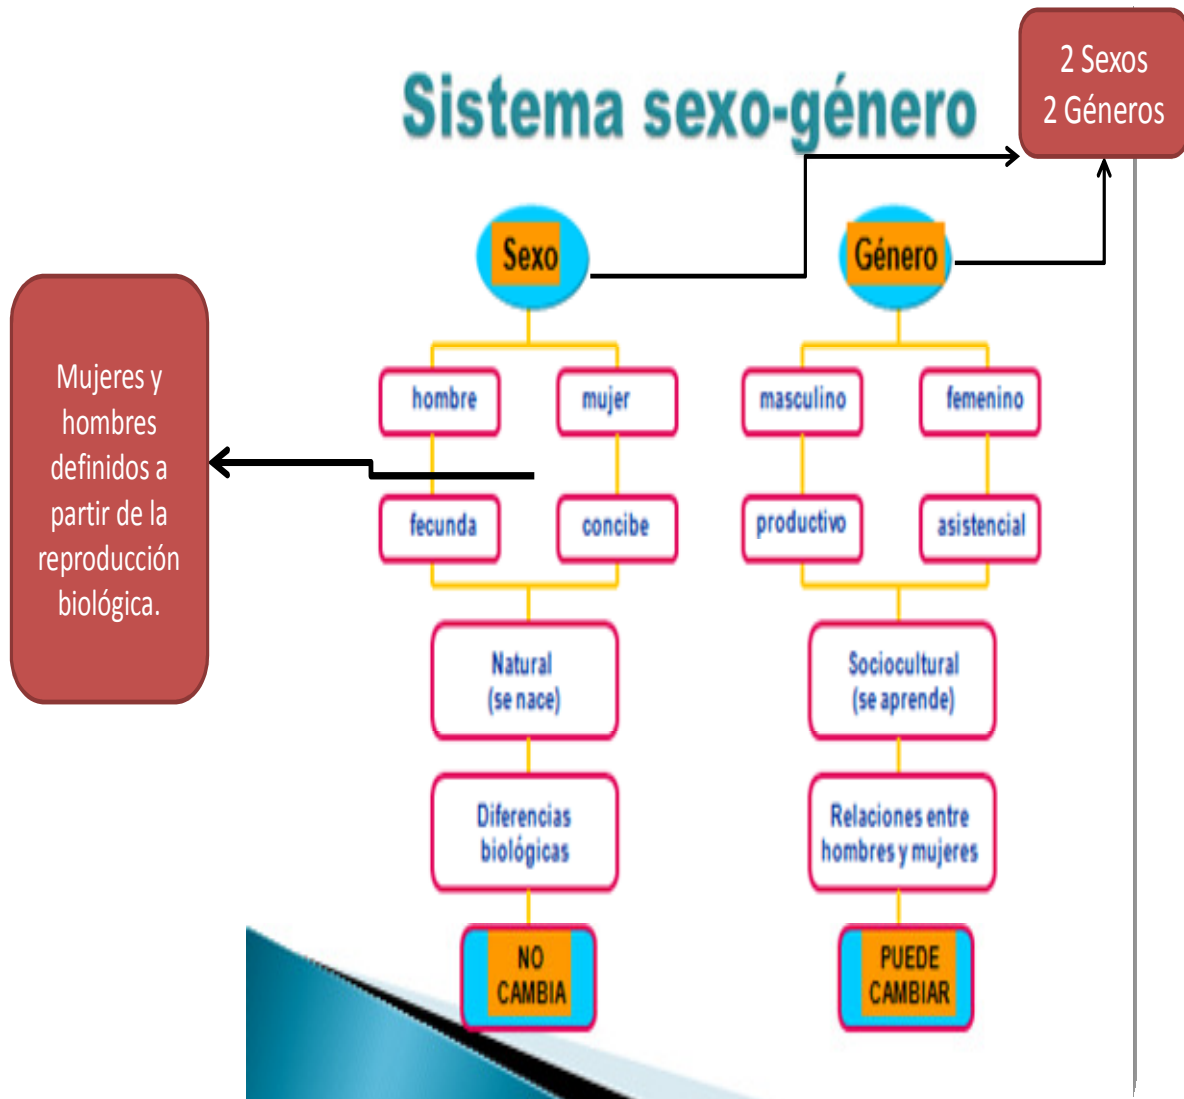 2 Sexos
2 Géneros
Sistema sexo-género
Sexo
Género
hombre
mujer
masculino
femenino
Mujeres y
hombres
definidos a
partir de la
reproducción
biológica.
fecunda
concibe
productivo
asistencial
Natural
(se nace)
Sociocultural
(se aprende)
Diferencias
biológicas
Relaciones entre
hombres y mujeres
NO
CAMBIA
PUEDE
CAMBIAR